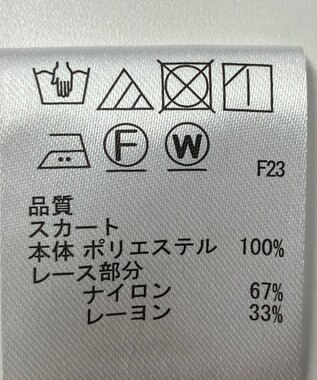 F W
F23
品質
スカート
本体 ポリエステル 100%
レース部分
ナイロン 67%
レーヨン 33%